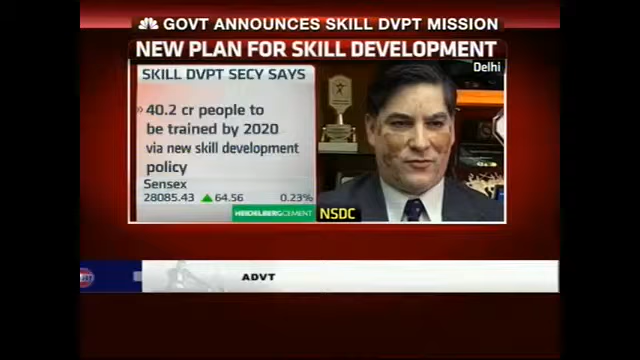 GOVT ANNOUNCES SKILL DVPT MISSION
NEW PLAN FOR SKILL DEVELOPMENT
Delhi
SKILL DVPT SECY SAYS
40.2 cr people to
be trained by 2020
via new skill development
policy
Sensex
28085.43 ▲ 64.56 0.23%
HEIDELBERGCEMENT
NSDC
ADVT